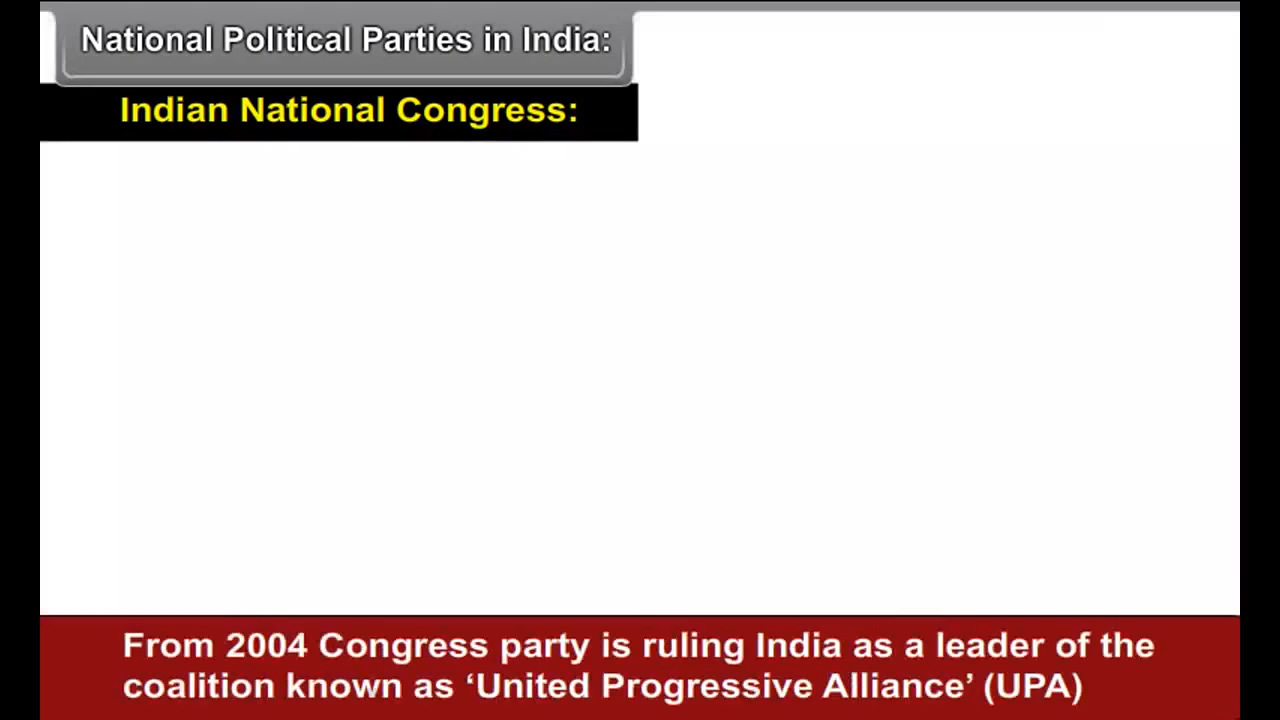 National Political Parties in India:
Indian National Congress:
From 2004 Congress party is ruling India as a leader of the
coalition known as ‘United Progressive Alliance’ (UPA)